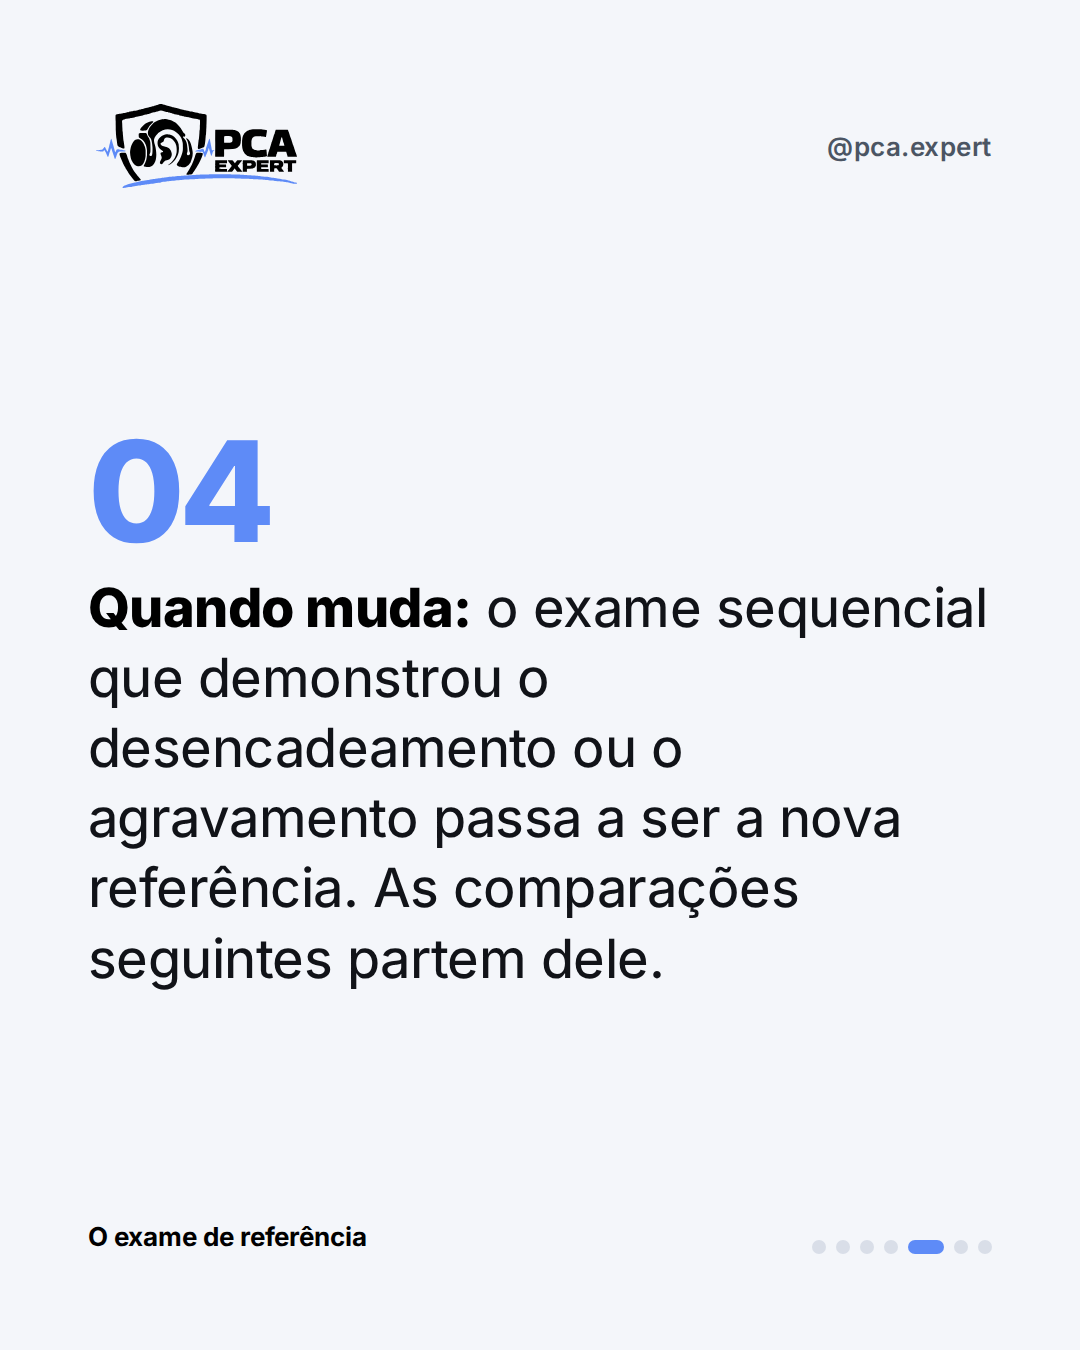 PCA
EXPERT
@pca.expert
04
Quando muda: o exame sequencial
que demonstrou o
desencadeamento ou o
agravamento passa a ser a nova
referência. As comparações
seguintes partem dele.
O exame de referência